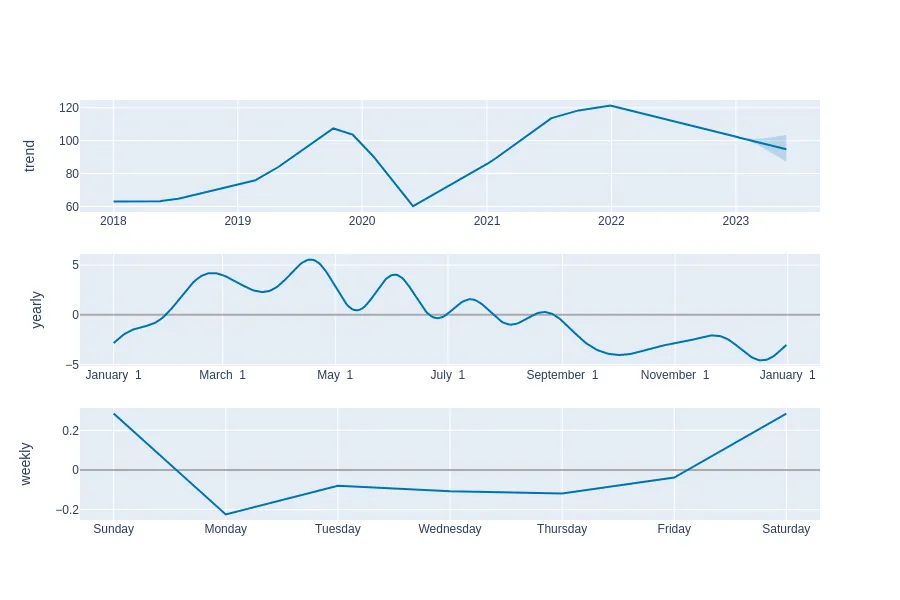 trend
120
100
80
60
2018 2019 2020 2021 2022 2023
yearly
5
0
−5
January 1 March 1 May 1 July 1 September 1 November 1 January 1
weekly
0.2
0
−0.2
Sunday Monday Tuesday Wednesday Thursday Friday Saturday